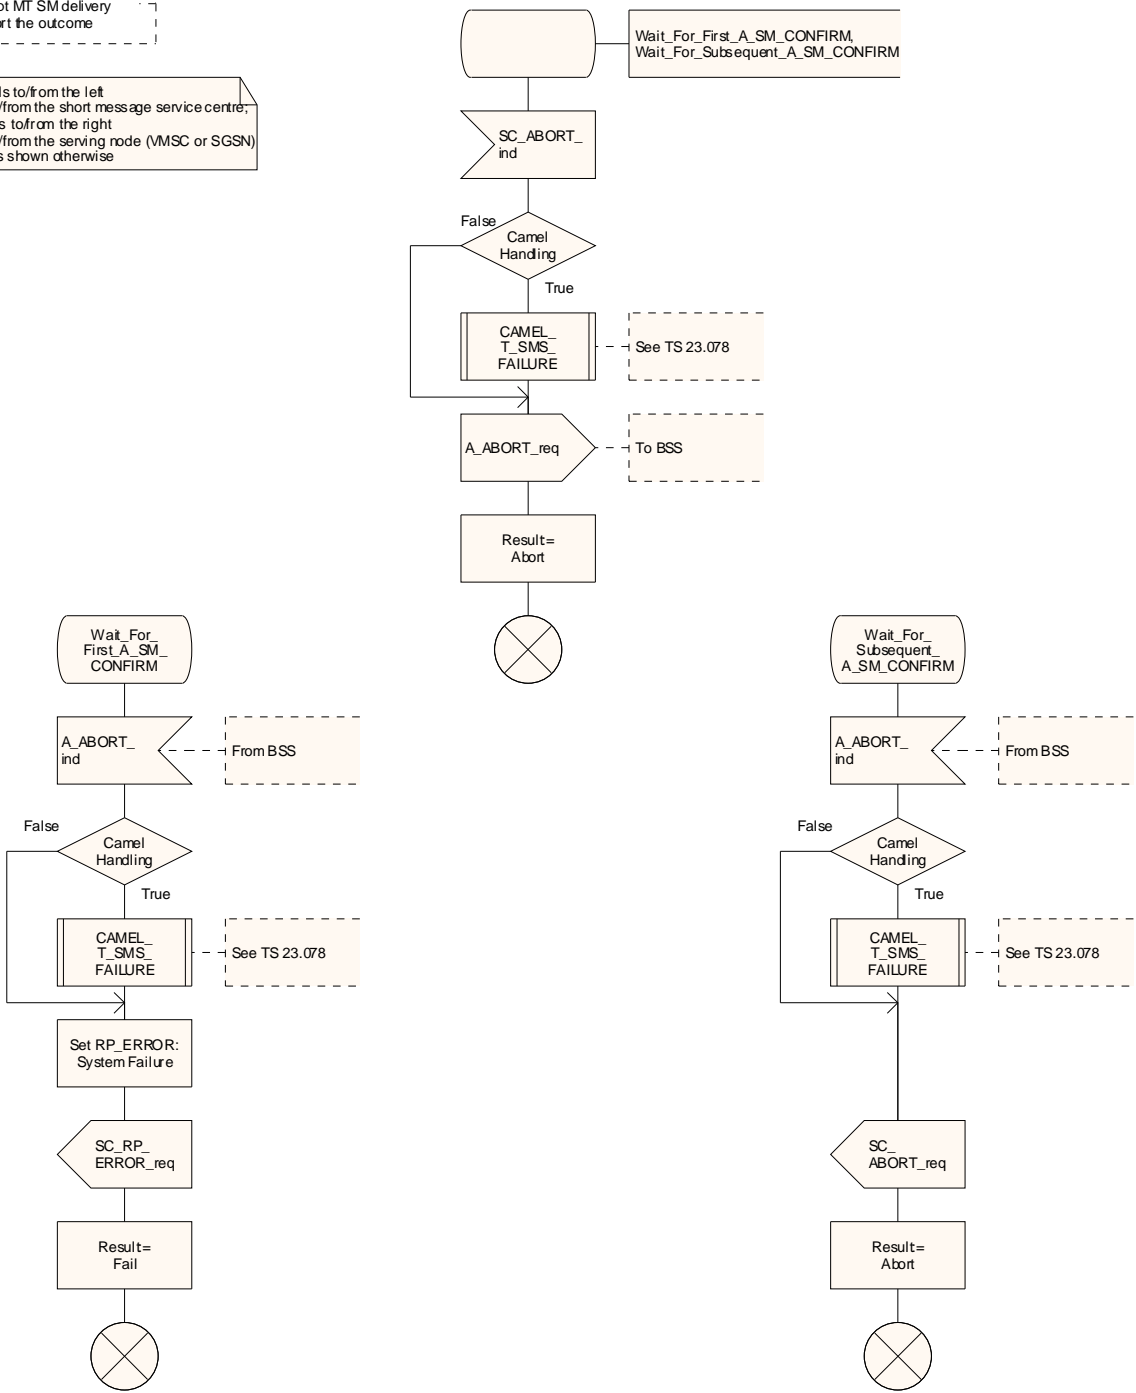 MT SM delivery
the outcome
to/from the left
from the short message service centre;
to/from the right
from the serving node (VMSC or SGSN)
shown otherwise
Wait_For_First_A_SM_CONFIRM,
Wait_For_Subsequent_A_SM_CONFIRM
SC_ABORT_
ind
False
Camel
Handling
True
CAMEL_
T_SMS_
FAILURE
See TS 23.078
A_ABORT_req
To BSS
Result=
Abort
Wait_For_
First_A_SM_
CONFIRM
A_ABORT_
ind
From BSS
False
Camel
Handling
True
CAMEL_
T_SMS_
FAILURE
See TS 23.078
Set RP_ERROR:
System Failure
SC_RP_
ERROR_req
Result=
Fail
Wait_For_
Subsequent_
A_SM_CONFIRM
A_ABORT_
ind
From BSS
False
Camel
Handling
True
CAMEL_
T_SMS_
FAILURE
See TS 23.078
SC_
ABORT_req
Result=
Abort